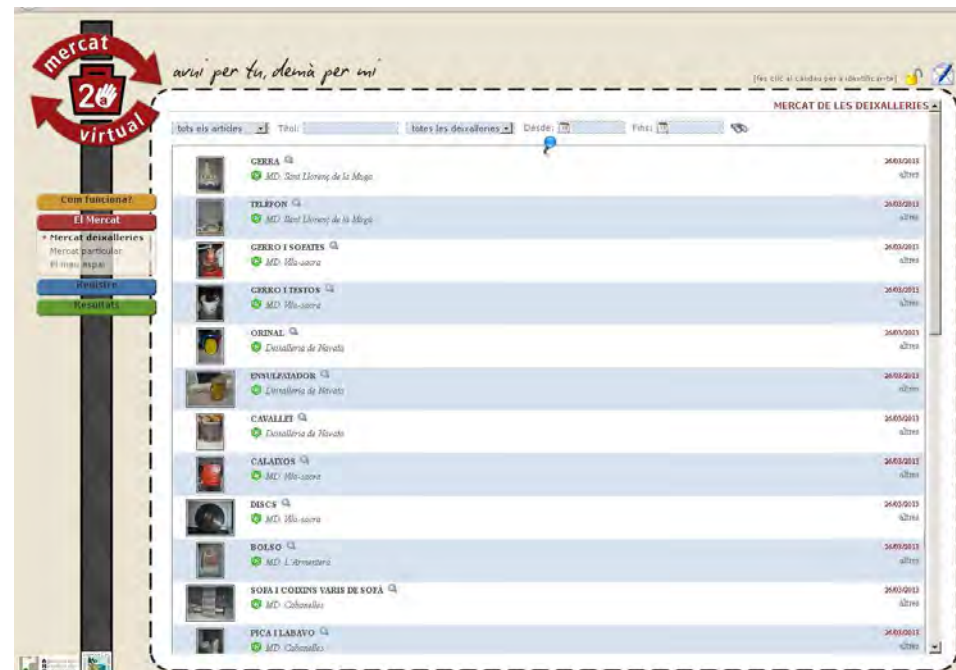 mercat
2a
virtual
avui per tu, demà per mi
[fes clic al candau per a identificar-te]
MERCAT DE LES DEIXALLERIES
tots els articles Títol: totes les deixalleries Desde: Fins:
Com funciona?
El Mercat
Mercat deixalleries
Mercat particular
El meu espai
Registre
Resultats
GERRA 26/03/2013
MD: Sant Llorenç de la Muga altres
TELEFON 26/03/2013
MD: Sant Llorenç de la Muga altres
GERRO I SOFATES 26/03/2013
MD: Vila-sacra altres
GERRO I TESTOS 26/03/2013
MD: Vila-sacra altres
ORINAL 26/03/2013
Deixalleria de Navata altres
ENSULFATADOR 26/03/2013
Deixalleria de Navata altres
CAVALLET 26/03/2013
Deixalleria de Navata altres
CALAIXOS 26/03/2013
MD: Vila-sacra altres
DISCS 26/03/2013
MD: Vila-sacra altres
BOLSO 26/03/2013
MD: L'Armentera altres
SOFA I COIXINS VARIS DE SOFÀ 26/03/2013
MD: Cabanelles altres
PICA I LABAVO 26/03/2013
MD: Cabanelles altres